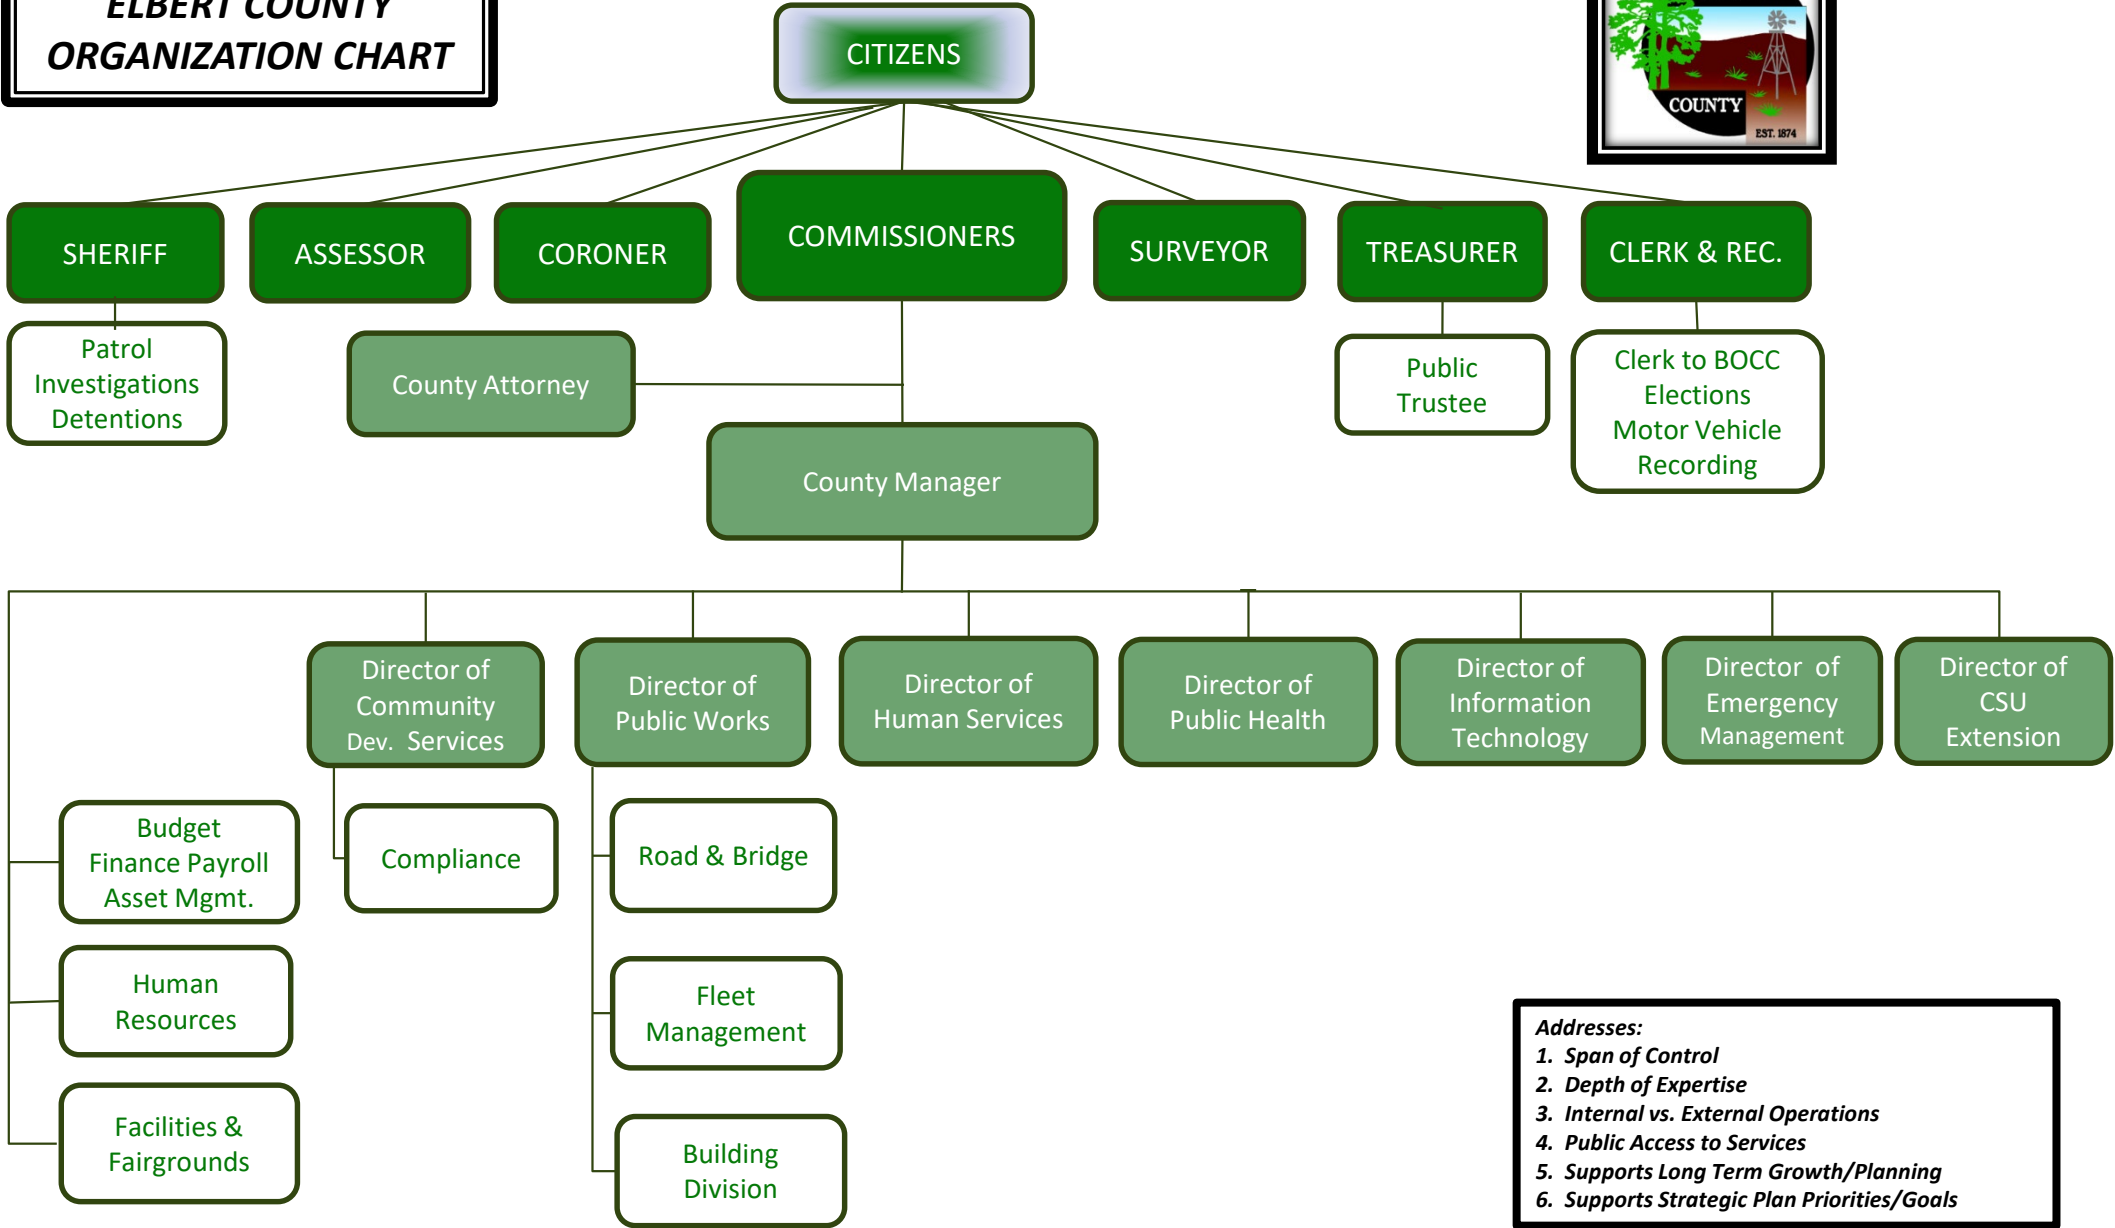 ELBERT COUNTY
ORGANIZATION CHART
CITIZENS
COUNTY
EST. 1874
SHERIFF
ASSESSOR
CORONER
COMMISSIONERS
SURVEYOR
TREASURER
CLERK & REC.
Patrol
Investigations
Detentions
County Attorney
Public
Trustee
Clerk to BOCC
Elections
Motor Vehicle
Recording
County Manager
Director of
Community
Dev. Services
Director of
Public Works
Director of
Human Services
Director of
Public Health
Director of
Information
Technology
Director of
Emergency
Management
Director of
CSU
Extension
Budget
Finance Payroll
Asset Mgmt.
Compliance
Road & Bridge
Human
Resources
Fleet
Management
Facilities &
Fairgrounds
Building
Division
Addresses:
1. Span of Control
2. Depth of Expertise
3. Internal vs. External Operations
4. Public Access to Services
5. Supports Long Term Growth/Planning
6. Supports Strategic Plan Priorities/Goals